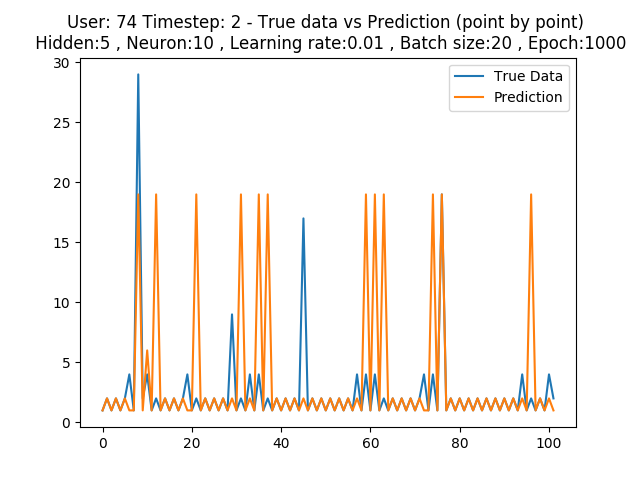 User: 74 Timestep: 2 - True data vs Prediction (point by point)
Hidden:5 , Neuron:10 , Learning rate:0.01 , Batch size:20 , Epoch:1000
True Data
Prediction
30
25
20
15
10
5
0
0 20 40 60 80 100